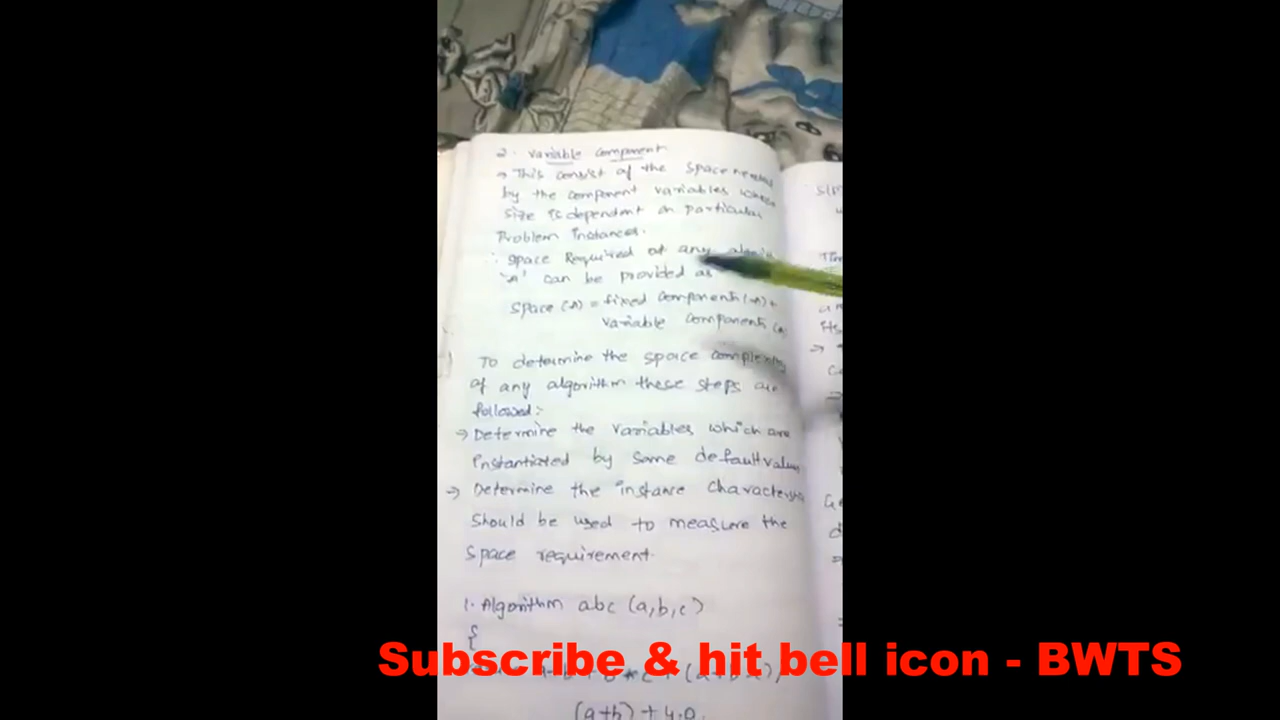 2. Variable component
→ This consist of the Space needed
by the component variables whose
size is dependent on Particular
Problem instances.
∴ Space Required of any
'A' can be provided as
Space (A) = fixed components (A) +
variable components (A)
To determine the space complexity
of any algorithm these steps are
followed:-
→ Determine the variables which are
instantiated by some default values
→ Determine the instance characteristics
should be used to measure the
space requirement.
1. Algorithm abc (a,b,c)
{
(a+b) + 4.0.
Subscribe & hit bell icon - BWTS